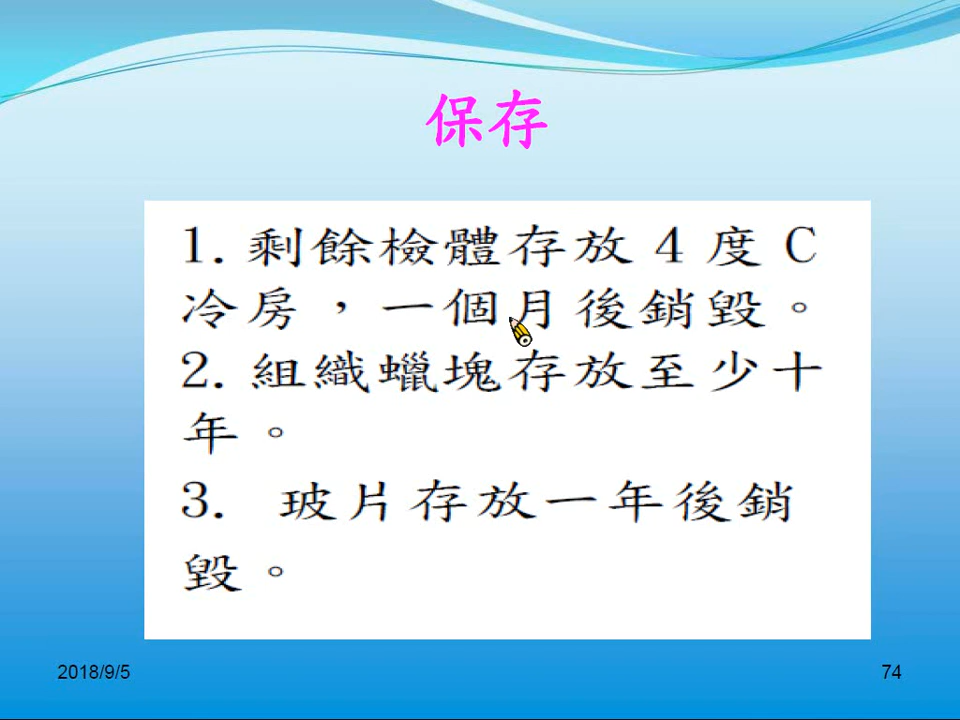 保存
1. 剩餘檢體存放 4 度 C
冷房，一個月後銷毀。
2. 組織蠟塊存放至少十
年。
3. 玻片存放一年後銷
毀。
2018/9/5
74